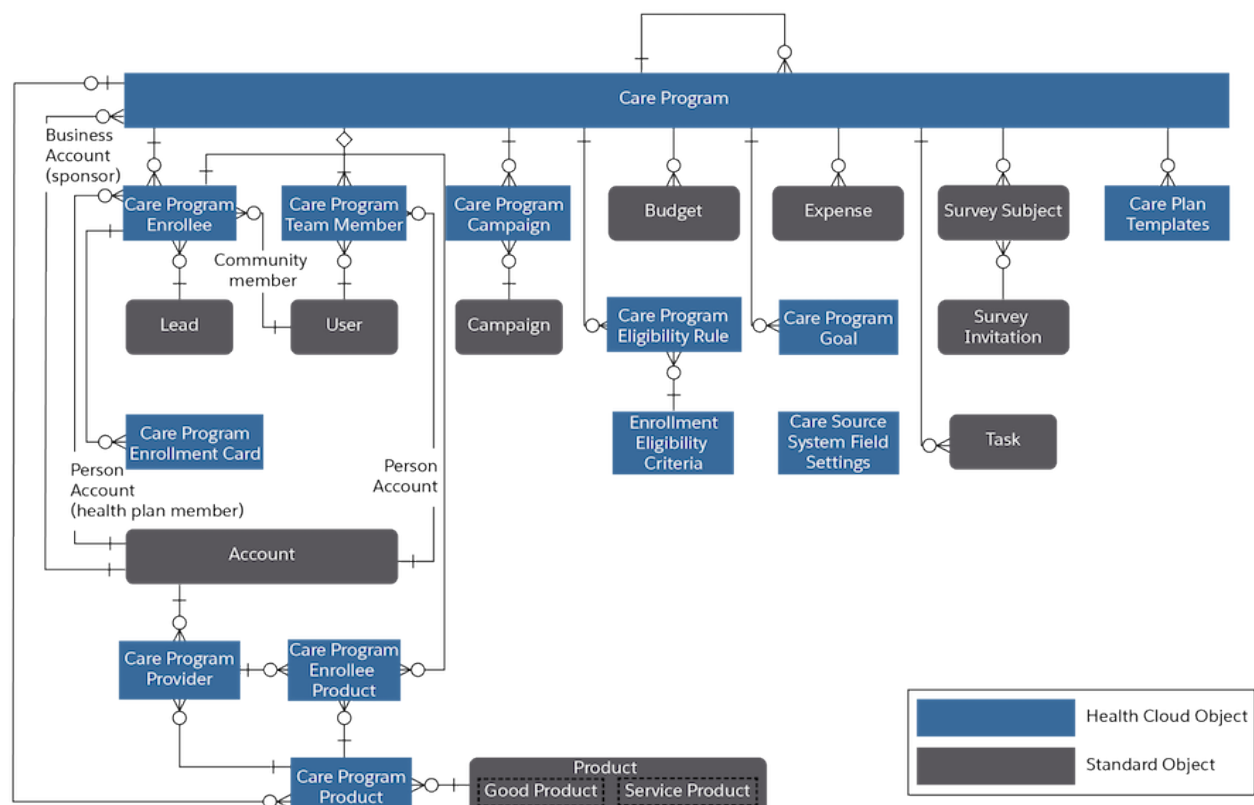 Care Program
Business
Account
(sponsor)
Care Program
Enrollee
Care Program
Team Member
Care Program
Campaign
Budget
Expense
Survey Subject
Care Plan
Templates
Community
member
Lead
User
Campaign
Care Program
Eligibility Rule
Care Program
Goal
Survey
Invitation
Care Program
Enrollment Card
Enrollment
Eligibility
Criteria
Care Source
System Field
Settings
Task
Person
Account
(health plan member)
Person
Account
Account
Care Program
Provider
Care Program
Enrollee
Product
Care Program
Product
Product
Good Product
Service Product
Health Cloud Object
Standard Object